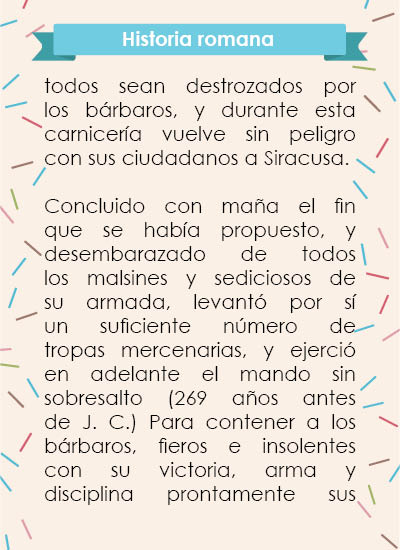 Historia romana
todos sean destrozados por
los bárbaros, y durante esta
carnicería vuelve sin peligro
con sus ciudadanos a Siracusa.
Concluido con maña el fin
que se había propuesto, y
desembarazado de todos
los malsines y sediciosos de
su armada, levantó por sí
un suficiente número de
tropas mercenarias, y ejerció
en adelante el mando sin
sobresalto (269 años antes
de J. C.) Para contener a los
bárbaros, fieros e insolentes
con su victoria, arma y
disciplina prontamente sus